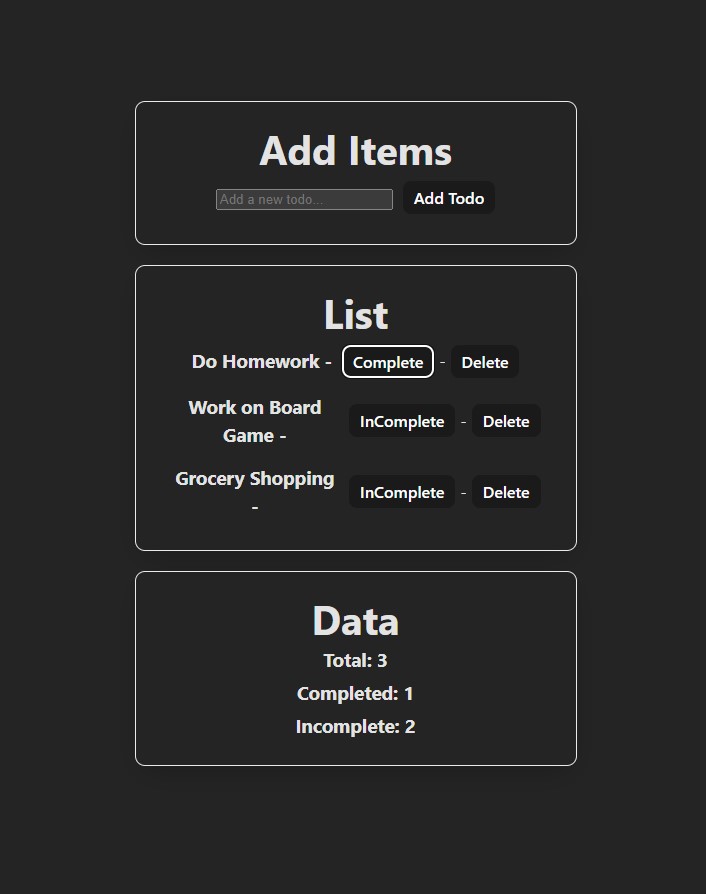 Add Items
Add a new todo... Add Todo
List
Do Homework - Complete - Delete
Work on Board
Game - InComplete - Delete
Grocery Shopping
- InComplete - Delete
Data
Total: 3
Completed: 1
Incomplete: 2